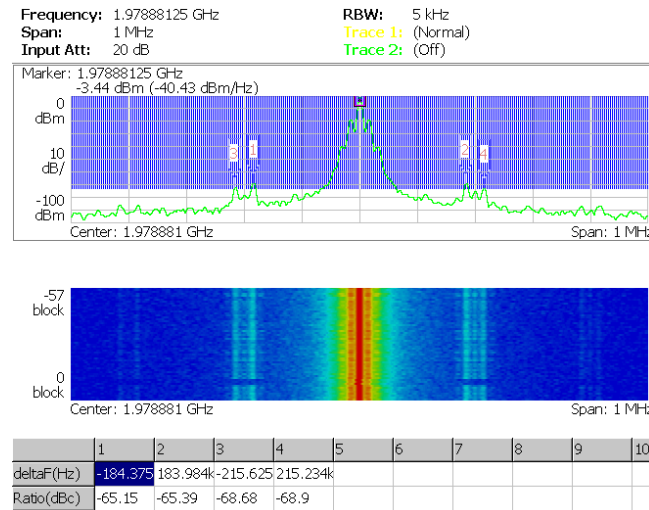 Frequency: 1.97888125 GHz RBW: 5 kHz
Span: 1 MHz Trace 1: (Normal)
Input Att: 20 dB Trace 2: (Off)
Marker: 1.97888125 GHz
-3.44 dBm (-40.43 dBm/Hz)
0
dBm
3 1 2 4
10
dB/
-100
dBm
Center: 1.978881 GHz Span: 1 MHz
-57
block
0
block
Center: 1.978881 GHz Span: 1 MHz
1 2 3 4 5 6 7 8 9 10
deltaF(Hz) -184.375 183.984k -215.625 215.234k
Ratio(dBc) -65.15 -65.39 -68.68 -68.9